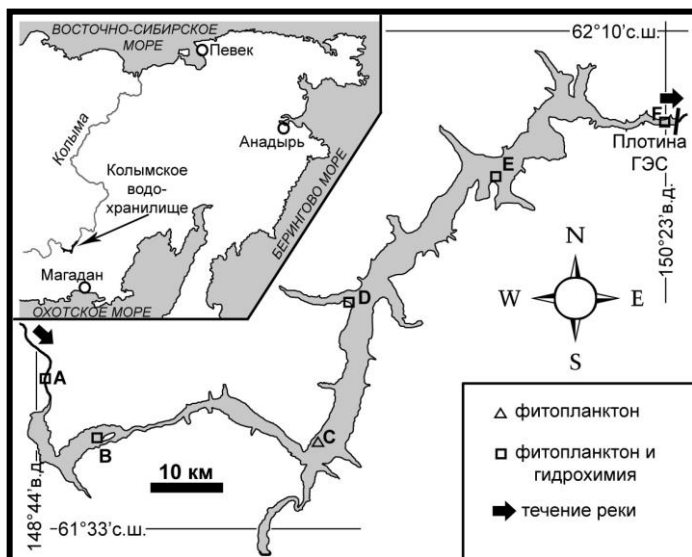 ВОСТОЧНО-СИБИРСКОЕ
МОРЕ
Певек
Колыма
Анадырь
Колымское
водо-
хранилище
Магадан
ОХОТСКОЕ МОРЕ
БЕРИНГОВО МОРЕ
62°10'с.ш.
F
Плотина
ГЭС
150°23'в.д.
E
D
N
W
E
S
A
B
C
10 км
148°44'в.д.
61°33'с.ш.
фитопланктон
фитопланктон и
гидрохимия
течение реки